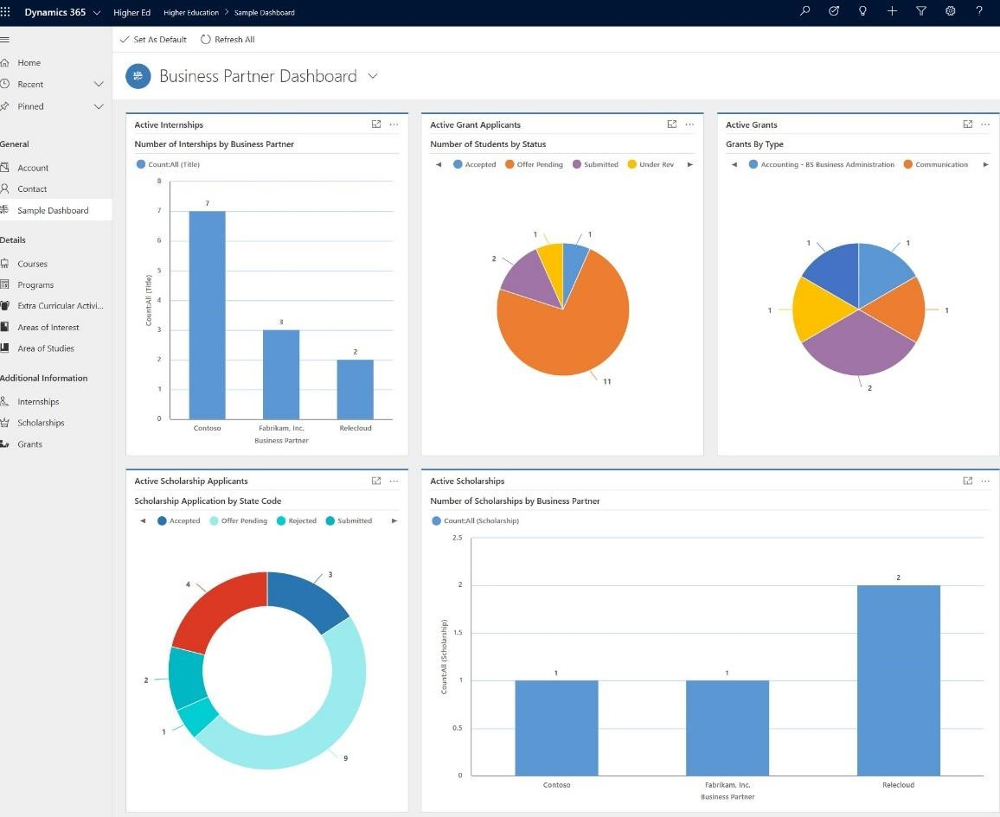 Dynamics 365 Higher Ed Higher Education > Sample Dashboard ?
Set As Default Refresh All
Home
Recent
Pinned
General
Account
Contact
Sample Dashboard
Details
Courses
Programs
Extra Curricular Activi...
Areas of Interest
Area of Studies
Additional Information
Internships
Scholarships
Grants
Business Partner Dashboard
Active Internships ...
Number of Interships by Business Partner
Count:All (Title)
8
7
6
5
4
3
2
1
0
Count:All (Title)
7
3
2
Contoso Fabrikam, Inc. Relecloud
Business Partner
Active Grant Applicants ...
Number of Students by Status
Accepted Offer Pending Submitted Under Rev
1 1
2
11
Active Grants ...
Grants By Type
Accounting - BS Business Administration Communication
1 1
1 1
2
Active Scholarship Applicants ...
Scholarship Application by State Code
Accepted Offer Pending Rejected Submitted
4 3
2
1
9
Active Scholarships ...
Number of Scholarships by Business Partner
Count:All (Scholarship)
2.5
2
1.5
1
0.5
0
Count:All (Scholarship)
1
1
2
Contoso Fabrikam, Inc. Relecloud
Business Partner